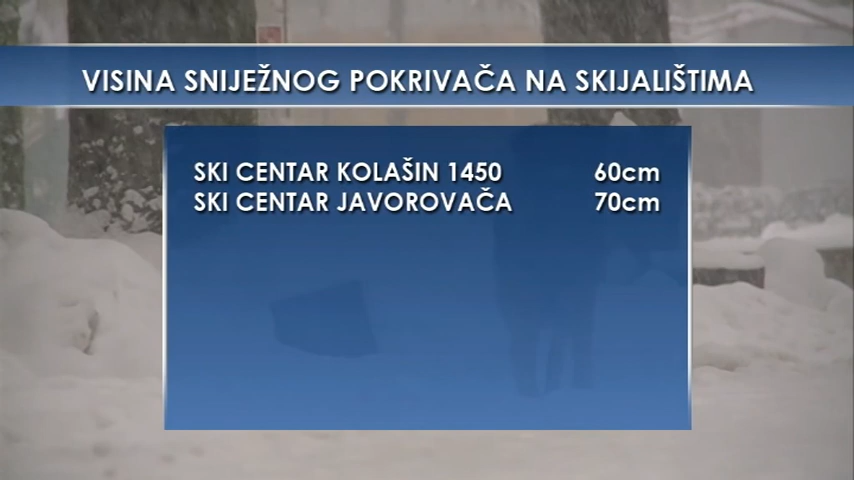 VISINA SNIJEŽNOG POKRIVAČA NA SKIJALIŠTIMA
SKI CENTAR KOLAŠIN 1450 60cm
SKI CENTAR JAVOROVAČA 70cm